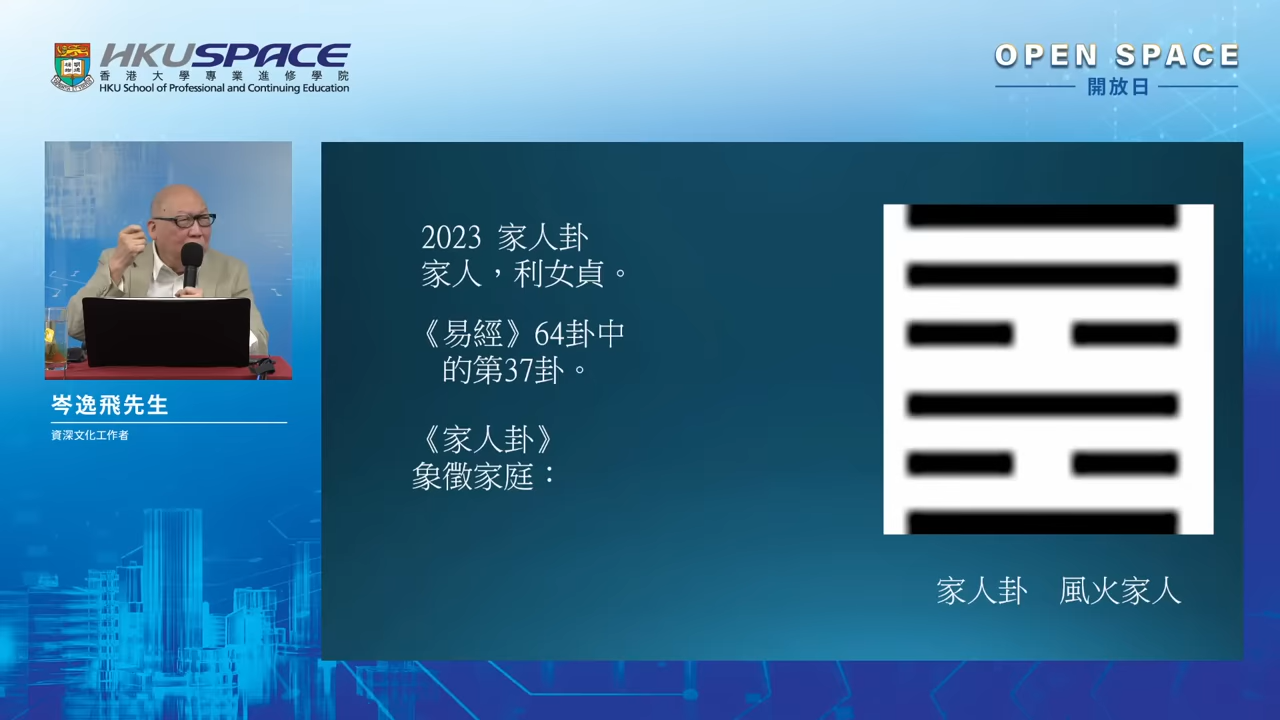 HKUSPACE
香港大學專業進修學院
HKU School of Professional and Continuing Education
OPEN SPACE
開放日
岑逸飛先生
資深文化工作者
2023 家人卦
家人，利女貞。
《易經》64卦中
的第37卦。
《家人卦》
象徵家庭：
家人卦 風火家人